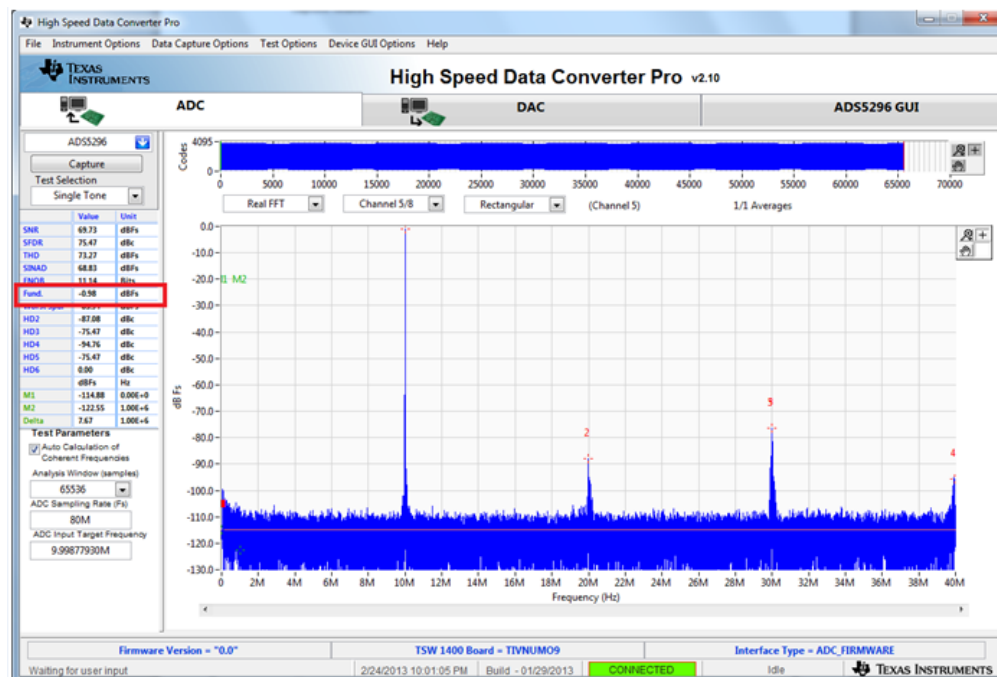 High Speed Data Converter Pro
File Instrument Options Data Capture Options Test Options Device GUI Options Help
TEXAS INSTRUMENTS
High Speed Data Converter Pro v2.10
ADC
DAC
ADS5296 GUI
ADS5296
Capture
Test Selection
Single Tone
Value Unit
SNR 69.73 dBFs
SFDR 75.47 dBc
THD 73.27 dBFs
SINAD 68.83 dBFs
ENOB 11.14 Bits
Fund. -0.98 dBFs
HD2 -87.08 dBc
HD3 -75.47 dBc
HD4 -94.76 dBc
HD5 -75.47 dBc
HD6 0.00 dBc
dBFs Hz
M1 -114.88 0.00E+0
M2 -122.55 1.00E+6
Delta 7.67 1.00E+6
Test Parameters
Auto Calculation of
Coherent Frequencies
Analysis Window (samples)
65536
ADC Sampling Rate (Fs)
80M
ADC Input Target Frequency
9.99877930M
Codes
4095
0
0 5000 10000 15000 20000 25000 30000 35000 40000 45000 50000 55000 60000 65000 70000
Real FFT
Channel 5/8
Rectangular
(Channel 5)
1/1 Averages
dB Fs
0.0
-10.0
-20.0
-30.0
-40.0
-50.0
-60.0
-70.0
-80.0
-90.0
-100.0
-110.0
-120.0
-130.0
M2
2
4
0 2M 4M 6M 8M 10M 12M 14M 16M 18M 20M 22M 24M 26M 28M 30M 32M 34M 36M 38M 40M
Frequency (Hz)
Firmware Version = "0.0"
TSW 1400 Board = TIVNUMO9
Interface Type = ADC_FIRMWARE
Waiting for user input
2/24/2013 10:01:05 PM
Build - 01/29/2013
CONNECTED
Idle
TEXAS INSTRUMENTS